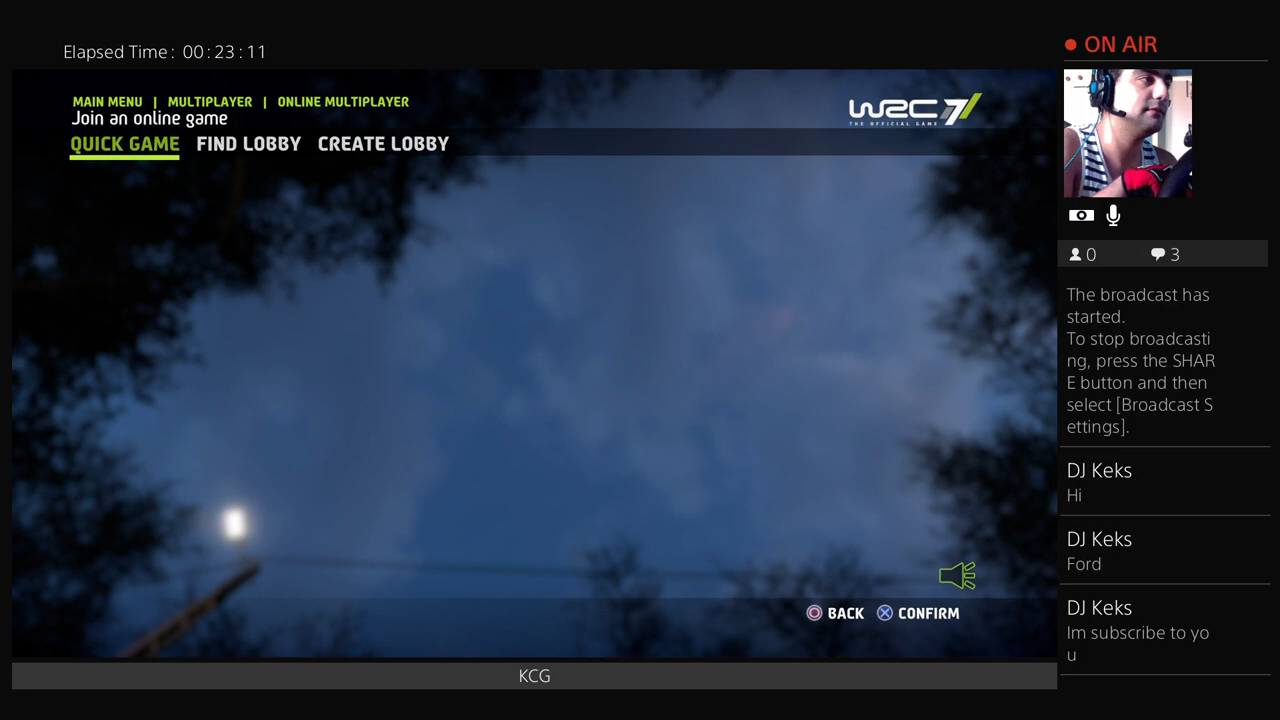 Elapsed Time: 00:23:11
ON AIR
MAIN MENU | MULTIPLAYER | ONLINE MULTIPLAYER
Join an online game
WRC 7
THE OFFICIAL GAME
QUICK GAME FIND LOBBY CREATE LOBBY
0 3
The broadcast has
started.
To stop broadcasti
ng, press the SHAR
E button and then
select [Broadcast S
ettings].
DJ Keks
Hi
DJ Keks
Ford
DJ Keks
Im subscribe to yo
u
BACK CONFIRM
KCG